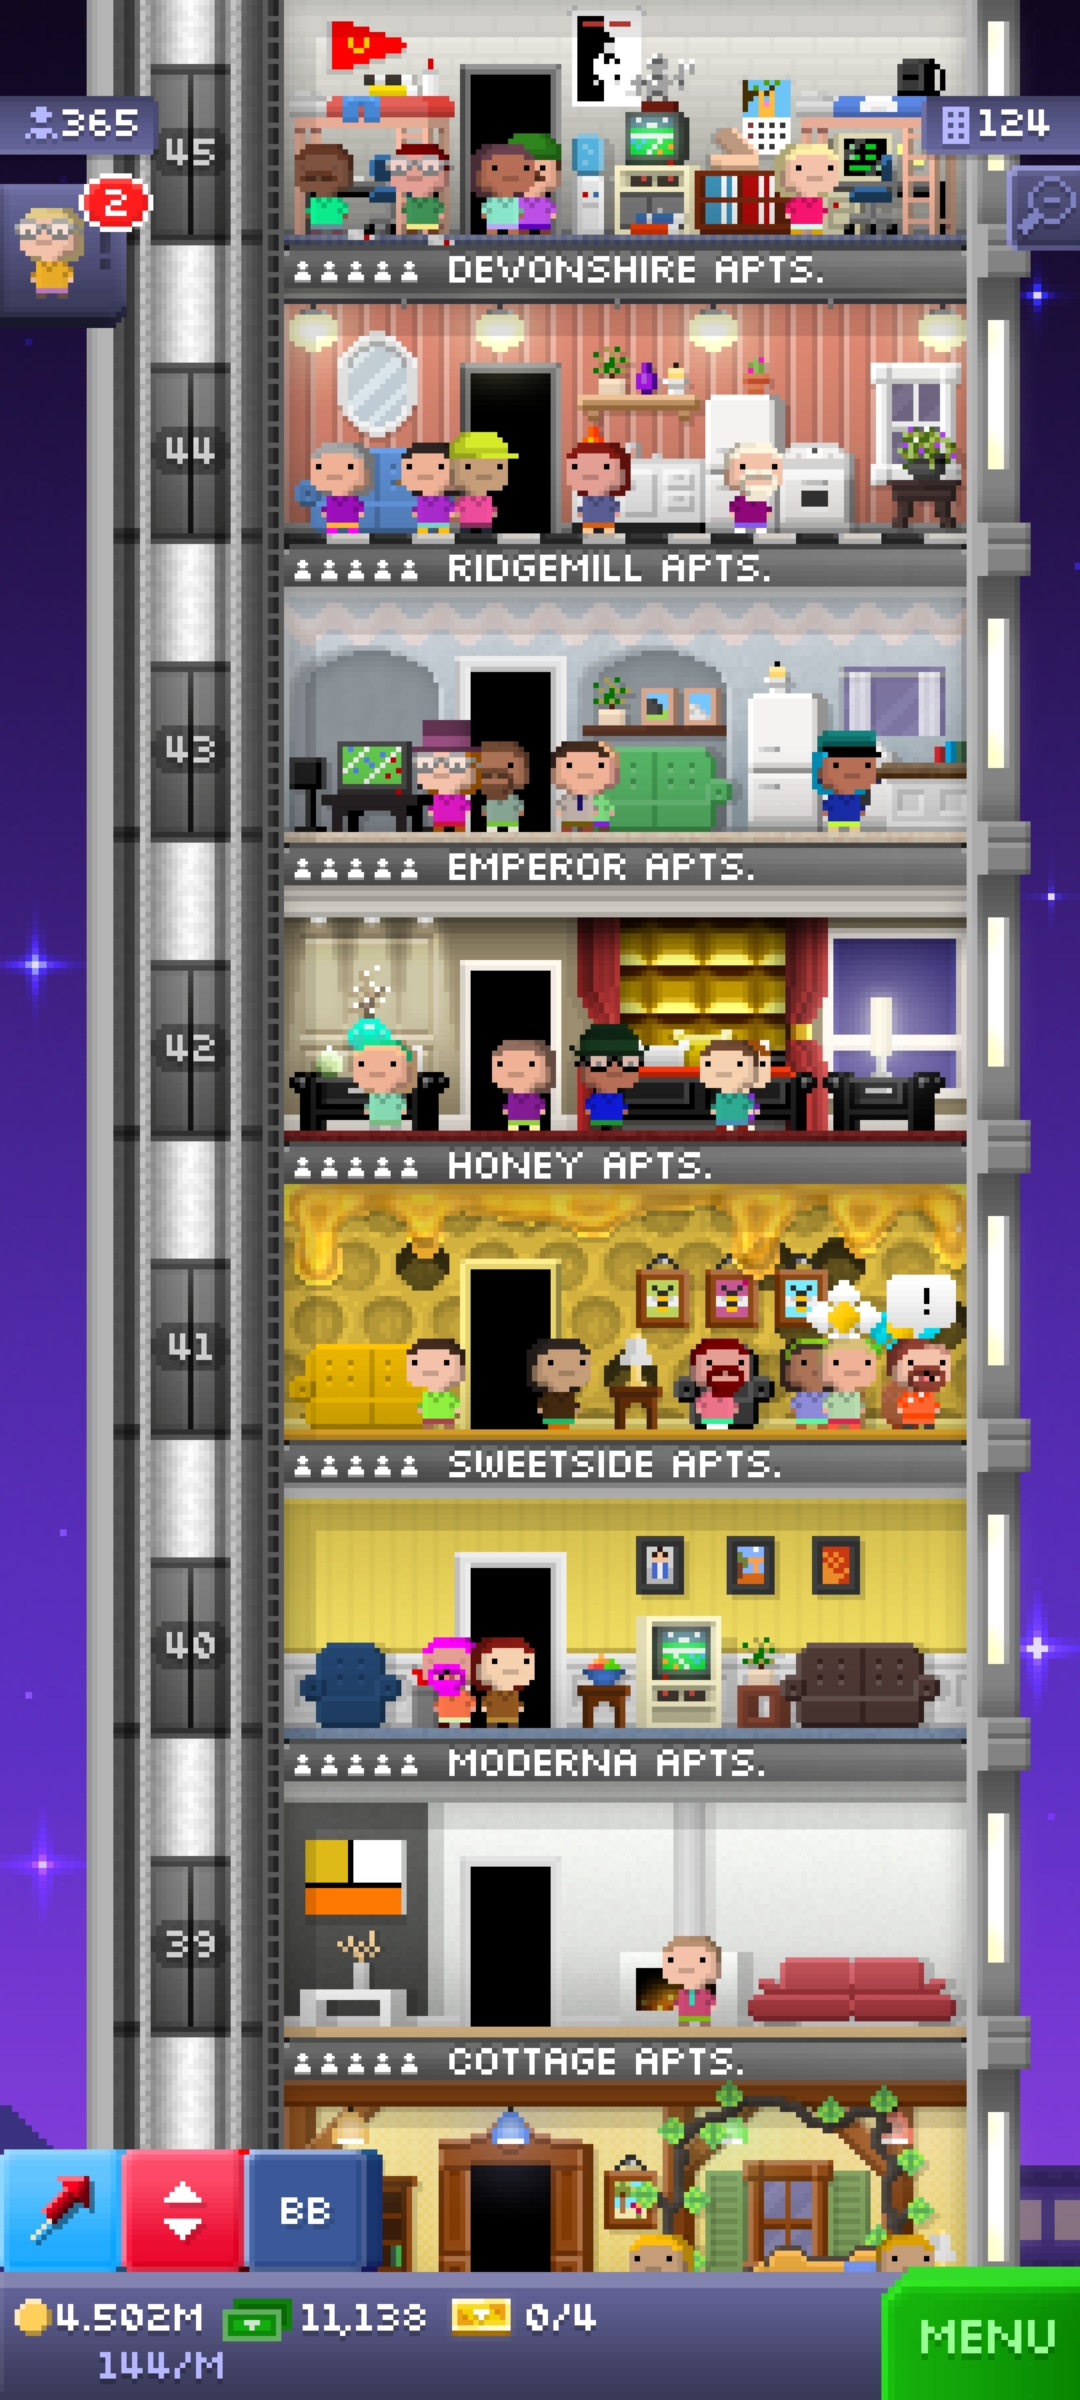 365
124
2
45
DEVONSHIRE APTS.
44
RIDGEMILL APTS.
43
EMPEROR APTS.
42
HONEY APTS.
41
!
SWEETSIDE APTS.
40
MODERNA APTS.
39
COTTAGE APTS.
BB
4.502M 11,138 0/4
144/M
MENU